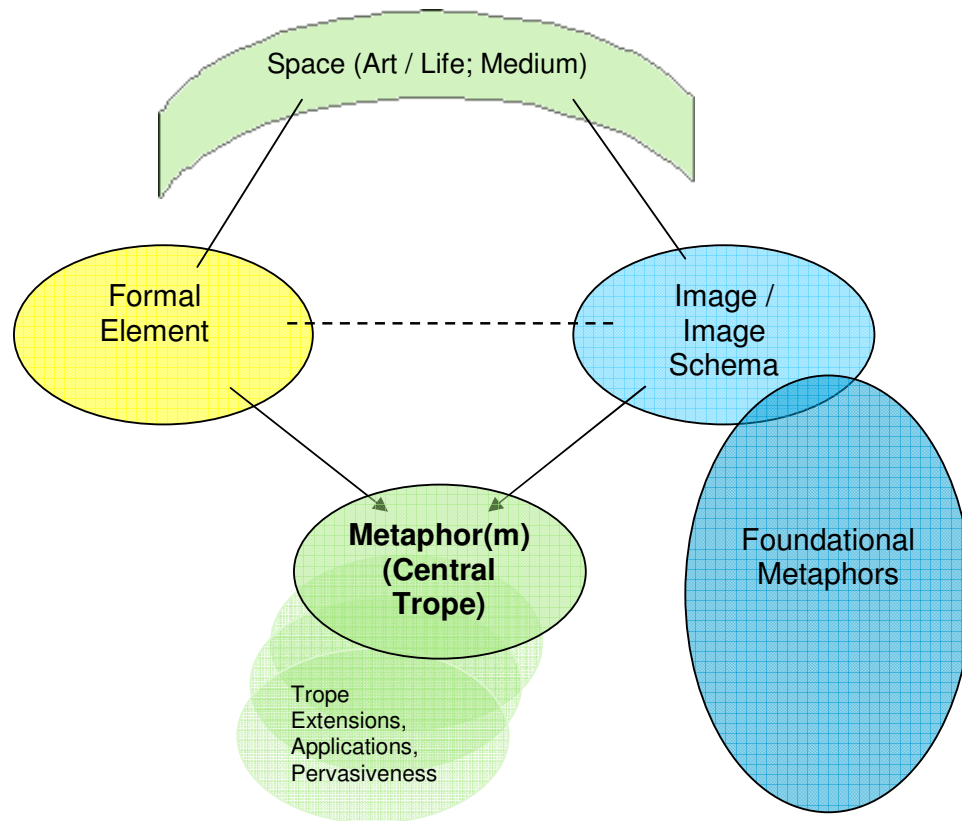 Space (Art / Life; Medium)
Formal
Element
Image /
Image
Schema
Metaphor(m)
(Central
Trope)
Foundational
Metaphors
Trope
Extensions,
Applications,
Pervasiveness